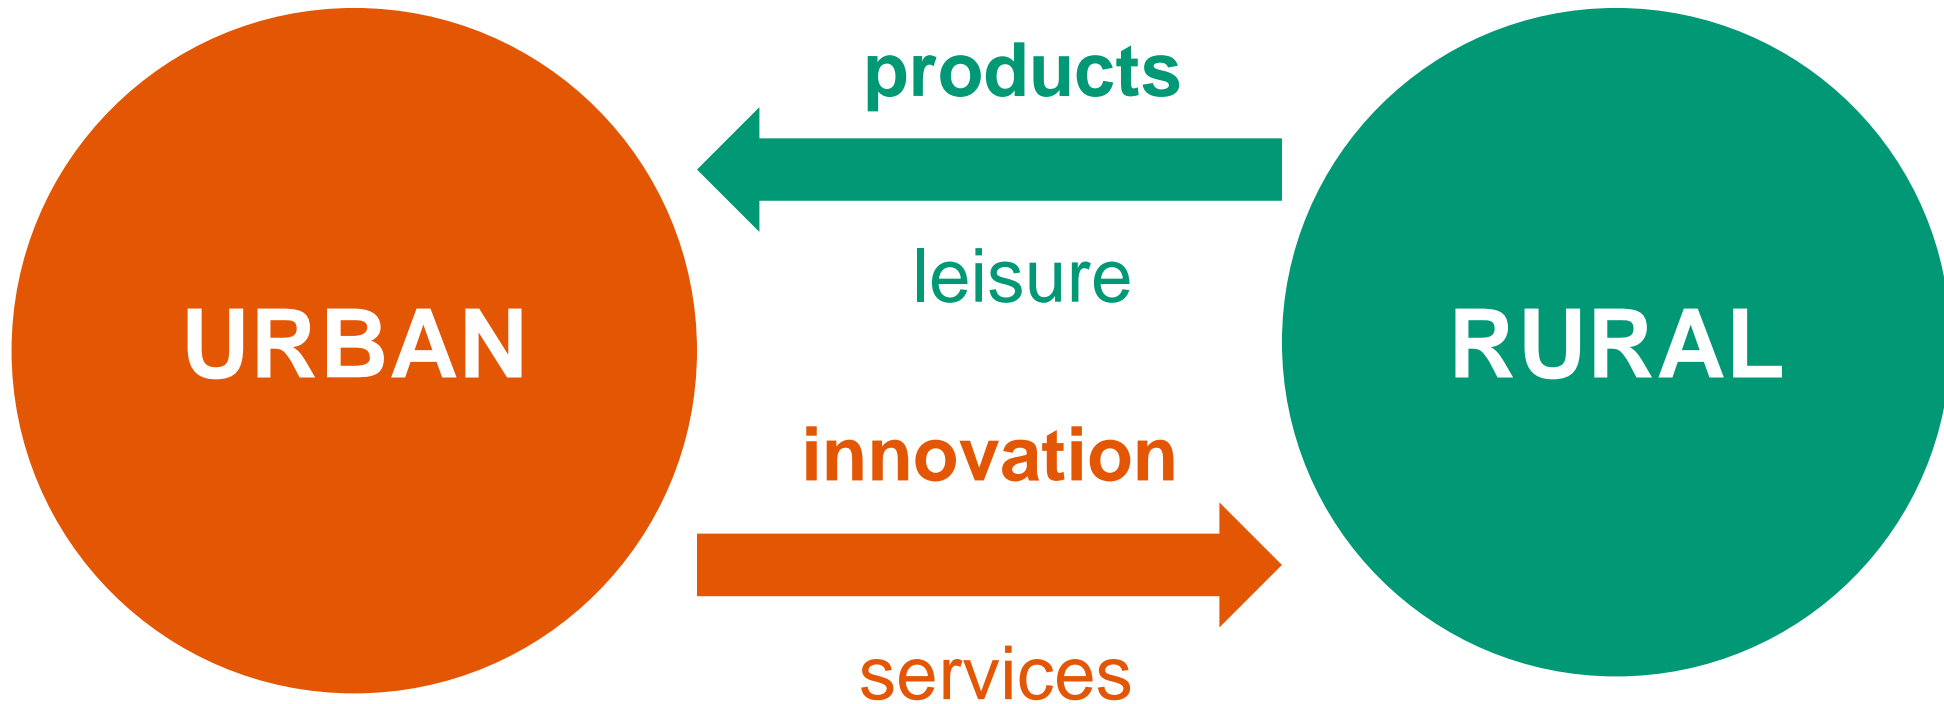 products
leisure
URBAN
RURAL
innovation
services